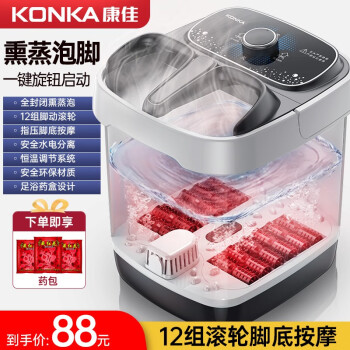 KONKA 康佳
熏蒸泡脚
一键旋钮启动
全封闭熏蒸泡
12组脚动滚轮
指压脚底按摩
安全水电分离
恒温调节系统
安全环保材质
足浴药盒设计
下单即享
药包
到手价: 88元
12组滚轮脚底按摩